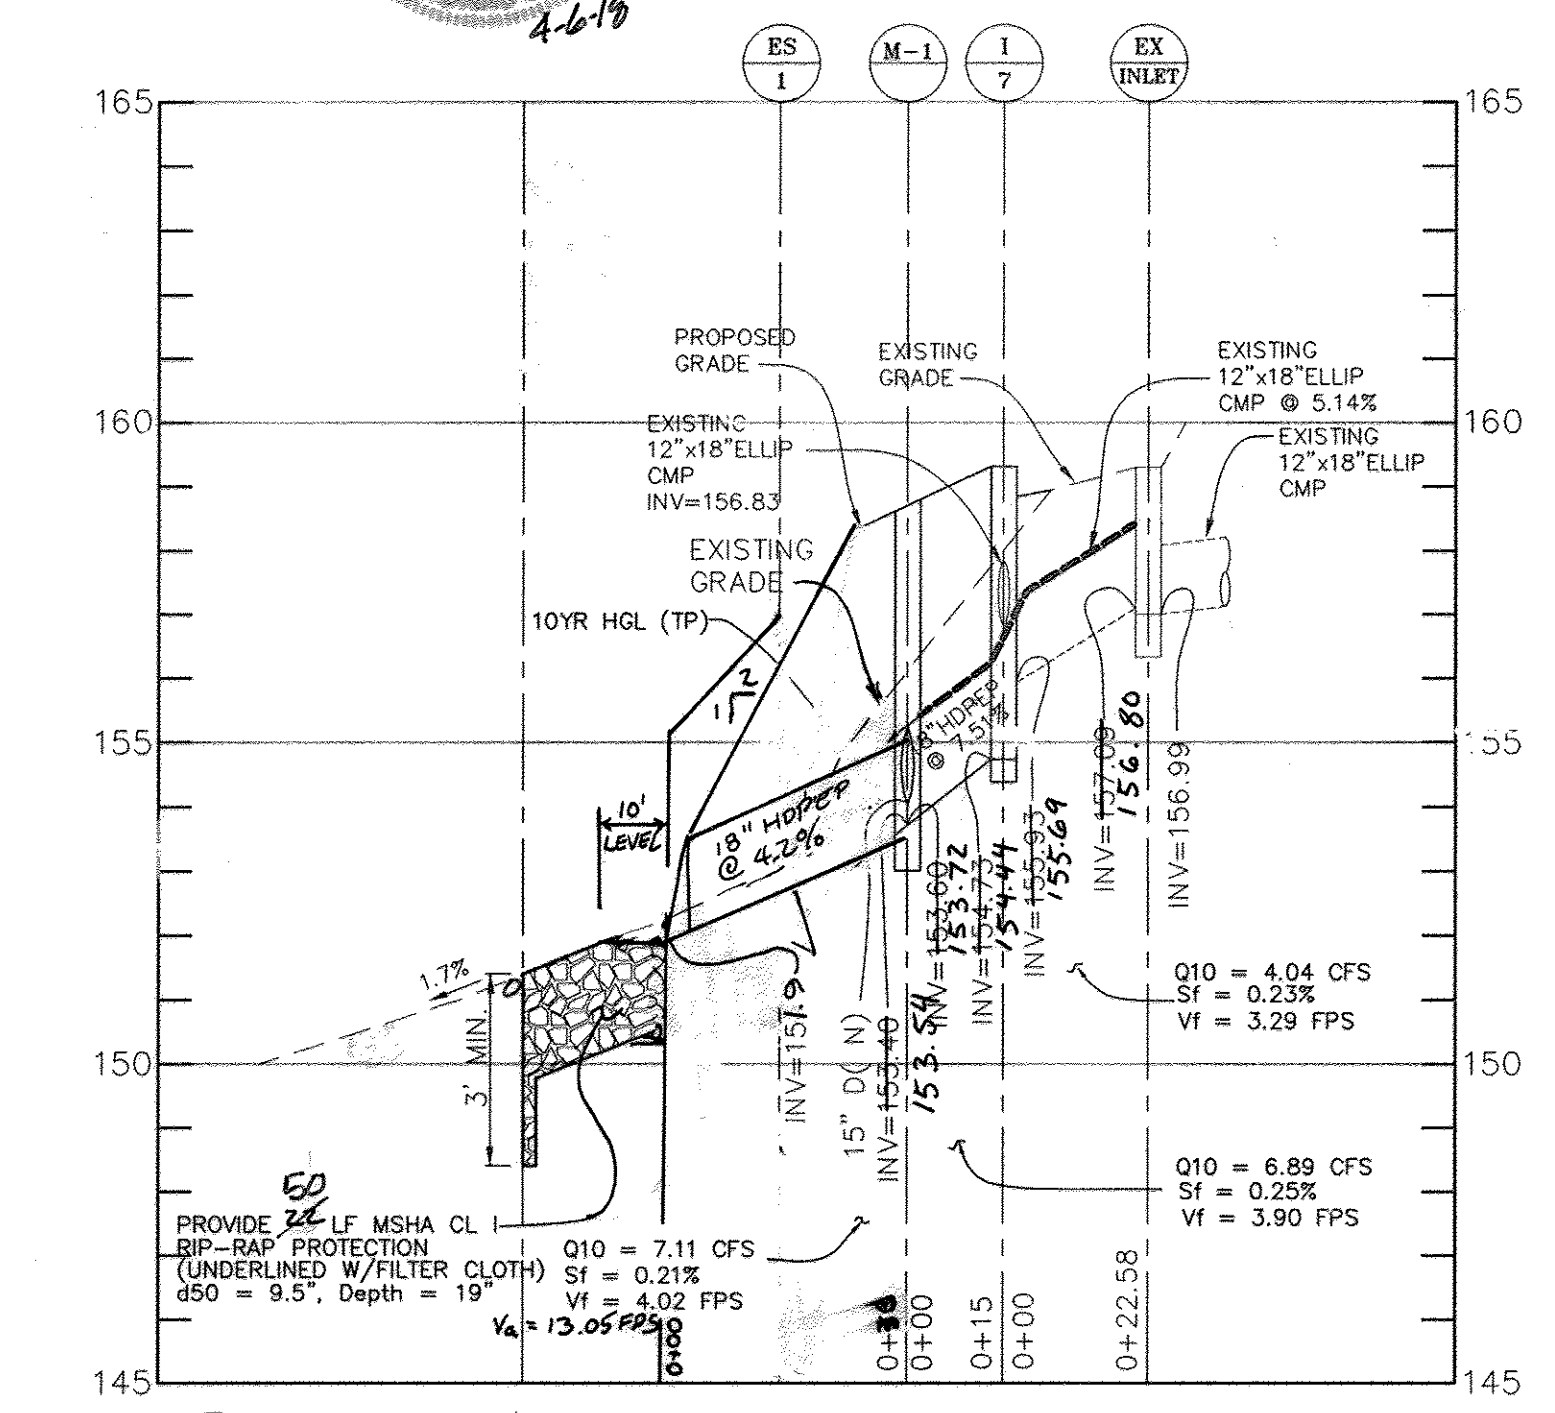 4-6-18
ES
1
M-1
I
7
EX
INLET
165
165
PROPOSED
GRADE
EXISTING
GRADE
EXISTING
12"x18"ELLIP
CMP @ 5.14%
160
160
EXISTING
12"x18"ELLIP
CMP
INV=156.83
EXISTING
12"x18"ELLIP
CMP
EXISTING
GRADE
10YR HGL (TP)
1
2
155
155
18"HDPEP
@ 7.51%
10'
LEVEL
18" HDPEP
@ 4.2%
1.7%
0
3' MIN.
150
150
INV=151.9
15" D( N)
INV=153.40
153.54
INV=153.60
153.72
INV=154.73
154.44
INV=155.93
155.69
INV=157.09
156.80
INV=156.99
Q10 = 4.04 CFS
Sf = 0.23%
Vf = 3.29 FPS
Q10 = 6.89 CFS
Sf = 0.25%
Vf = 3.90 FPS
50
PROVIDE 22 LF MSHA CL I
RIP-RAP PROTECTION
(UNDERLINED W/FILTER CLOTH)
d50 = 9.5", Depth = 19"
Q10 = 7.11 CFS
Sf = 0.21%
Vf = 4.02 FPS
Va = 13.05 FPS
0+00
0+38
0+00
0+15
0+00
0+22.58
145
145